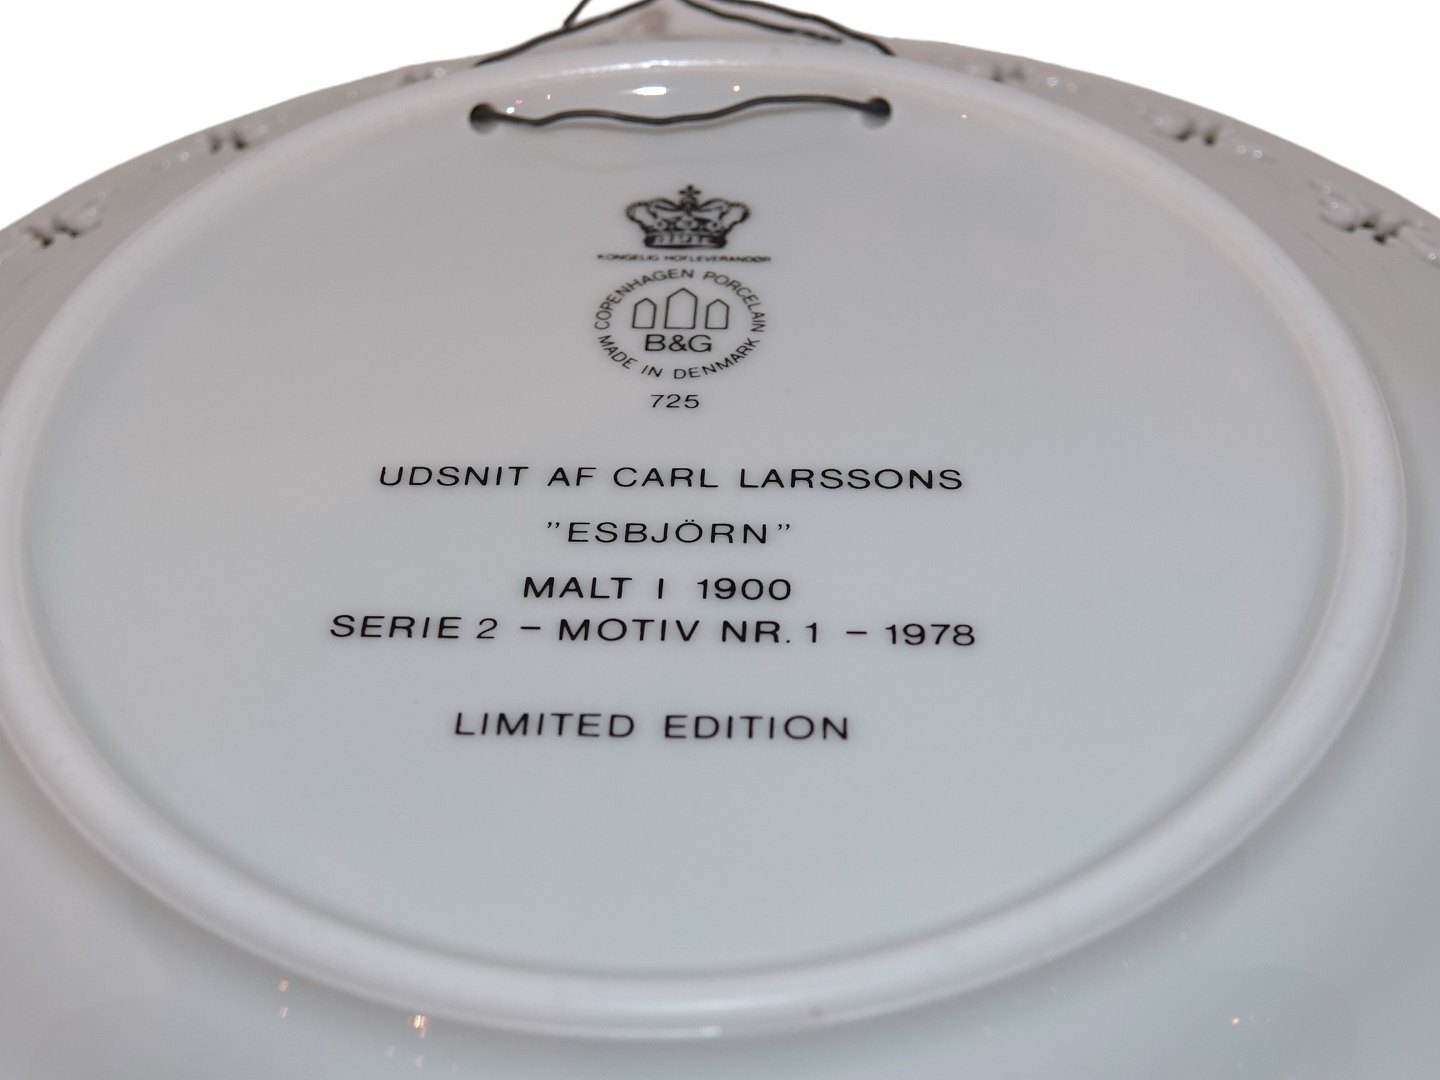 KONGELIG HOFLEVERANDØR
COPENHAGEN PORCELAIN
B&G
MADE IN DENMARK
725
UDSNIT AF CARL LARSSONS
”ESBJÖRN”
MALT I 1900
SERIE 2 – MOTIV NR. 1 – 1978
LIMITED EDITION